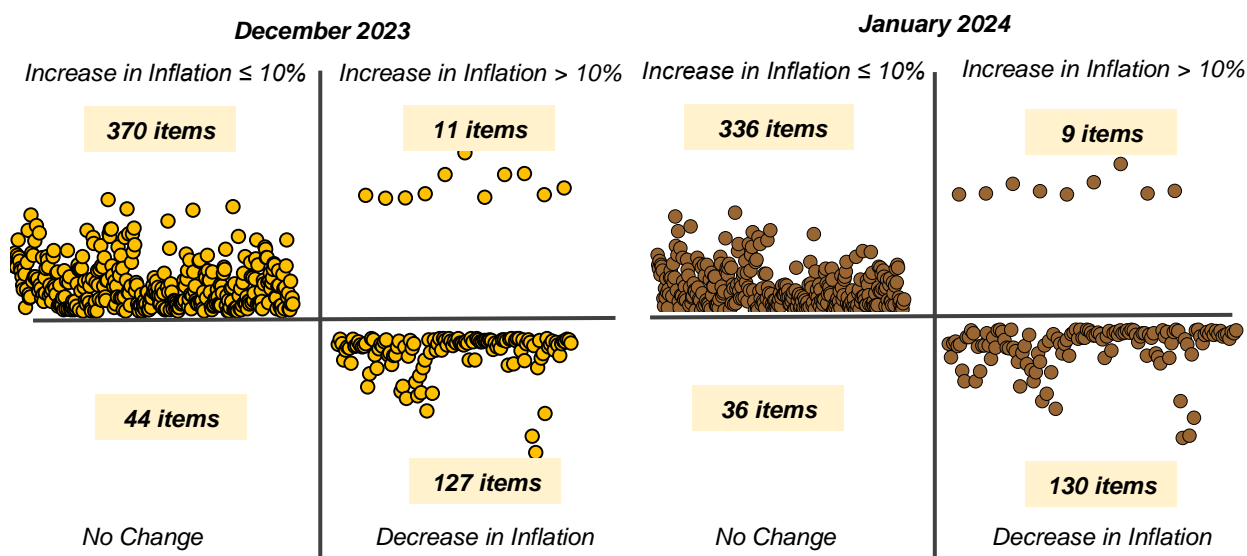 December 2023
Increase in Inflation ≤ 10%
Increase in Inflation > 10%
370 items
11 items
44 items
127 items
No Change
Decrease in Inflation
January 2024
Increase in Inflation ≤ 10%
Increase in Inflation > 10%
336 items
9 items
36 items
130 items
No Change
Decrease in Inflation